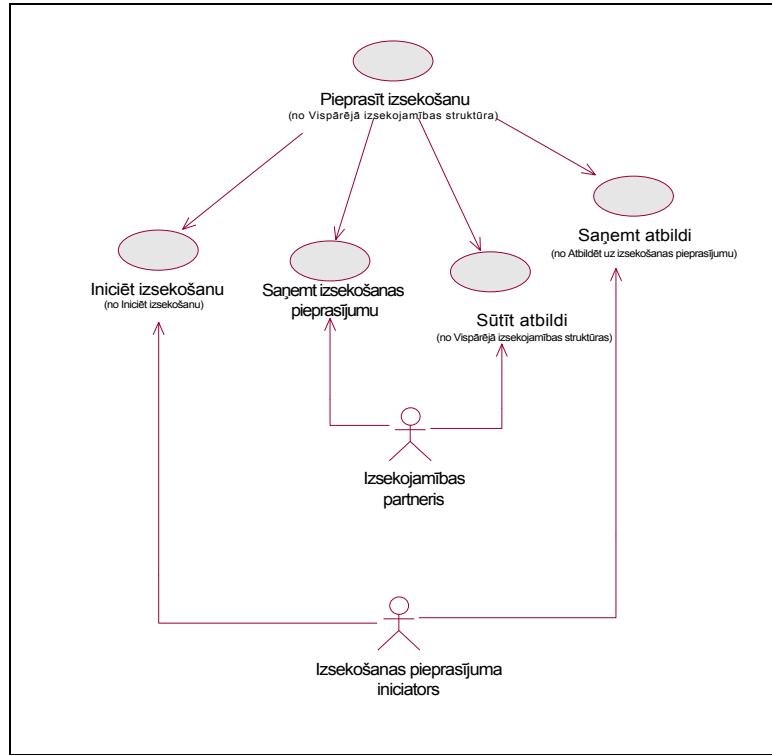 Pieprasīt izsekošanu
(no Vispārējā izsekojamības struktūra)
Saņemt atbildi
(no Atbildēt uz izsekošanas pieprasījumu)
Iniciēt izsekošanu
(no Iniciēt izsekošanu)
Saņemt izsekošanas
pieprasījumu
Sūtīt atbildi
(no Vispārējā izsekojamības struktūras)
Izsekojamības
partneris
Izsekošanas pieprasījuma
iniciators